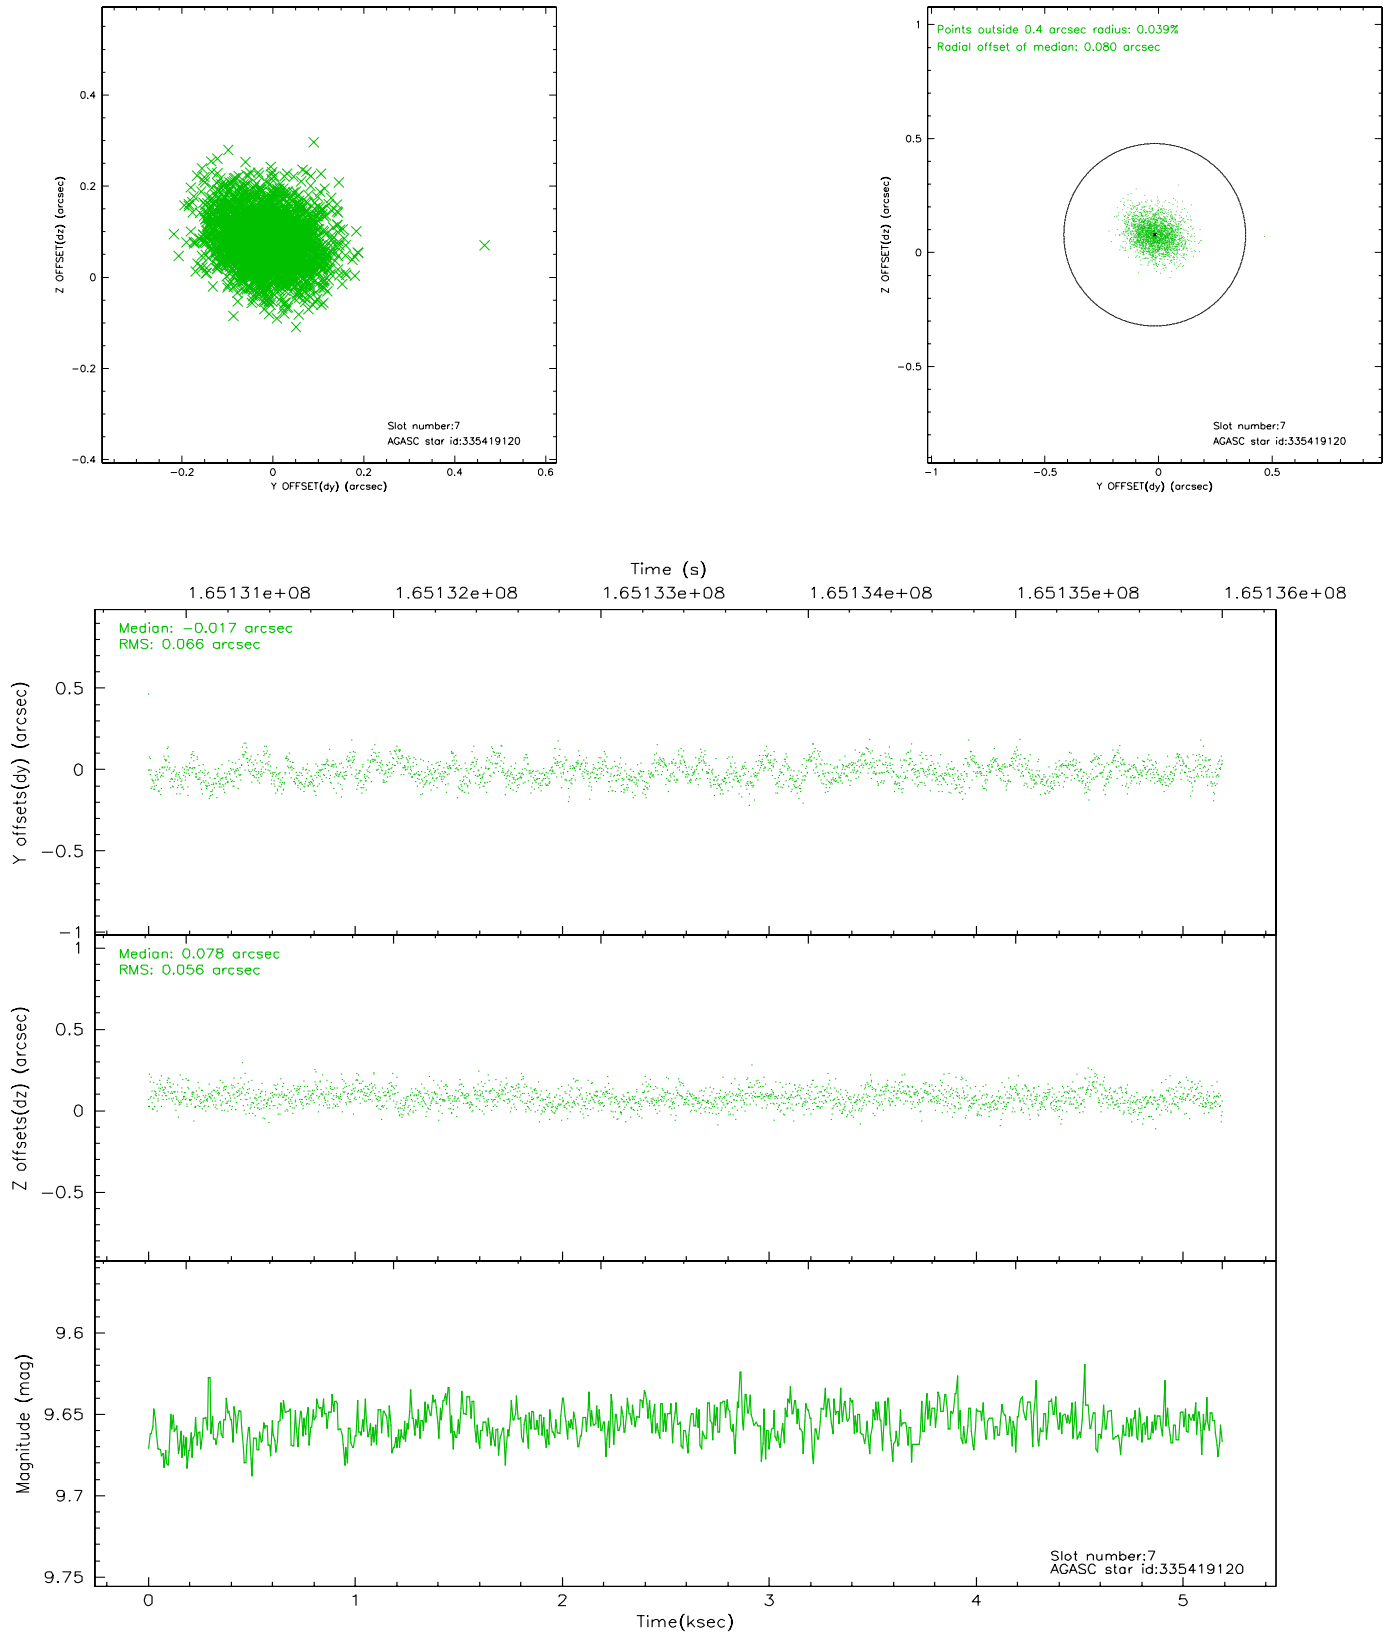 0.4
0.2
0
−0.2
−0.4
Z OFFSET(dz) (arcsec)
Slot number:7
AGASC star id:335419120
−0.2 0 0.2 0.4 0.6
Y OFFSET(dy) (arcsec)
Points outside 0.4 arcsec radius: 0.039%
Radial offset of median: 0.080 arcsec
1
0.5
0
−0.5
Z OFFSET(dz) (arcsec)
Slot number:7
AGASC star id:335419120
−1 −0.5 0 0.5
Y OFFSET(dy) (arcsec)
Time (s)
1.65131e+08 1.65132e+08 1.65133e+08 1.65134e+08 1.65135e+08 1.65136e+08
Median: −0.017 arcsec
RMS: 0.066 arcsec
0.5
0
−0.5
−1
Y offsets(dy) (arcsec)
Median: 0.078 arcsec
RMS: 0.056 arcsec
1
0.5
0
−0.5
Z offsets(dz) (arcsec)
9.6
9.65
9.7
9.75
Magnitude (mag)
Slot number:7
AGASC star id:335419120
0 1 2 3 4 5
Time(ksec)